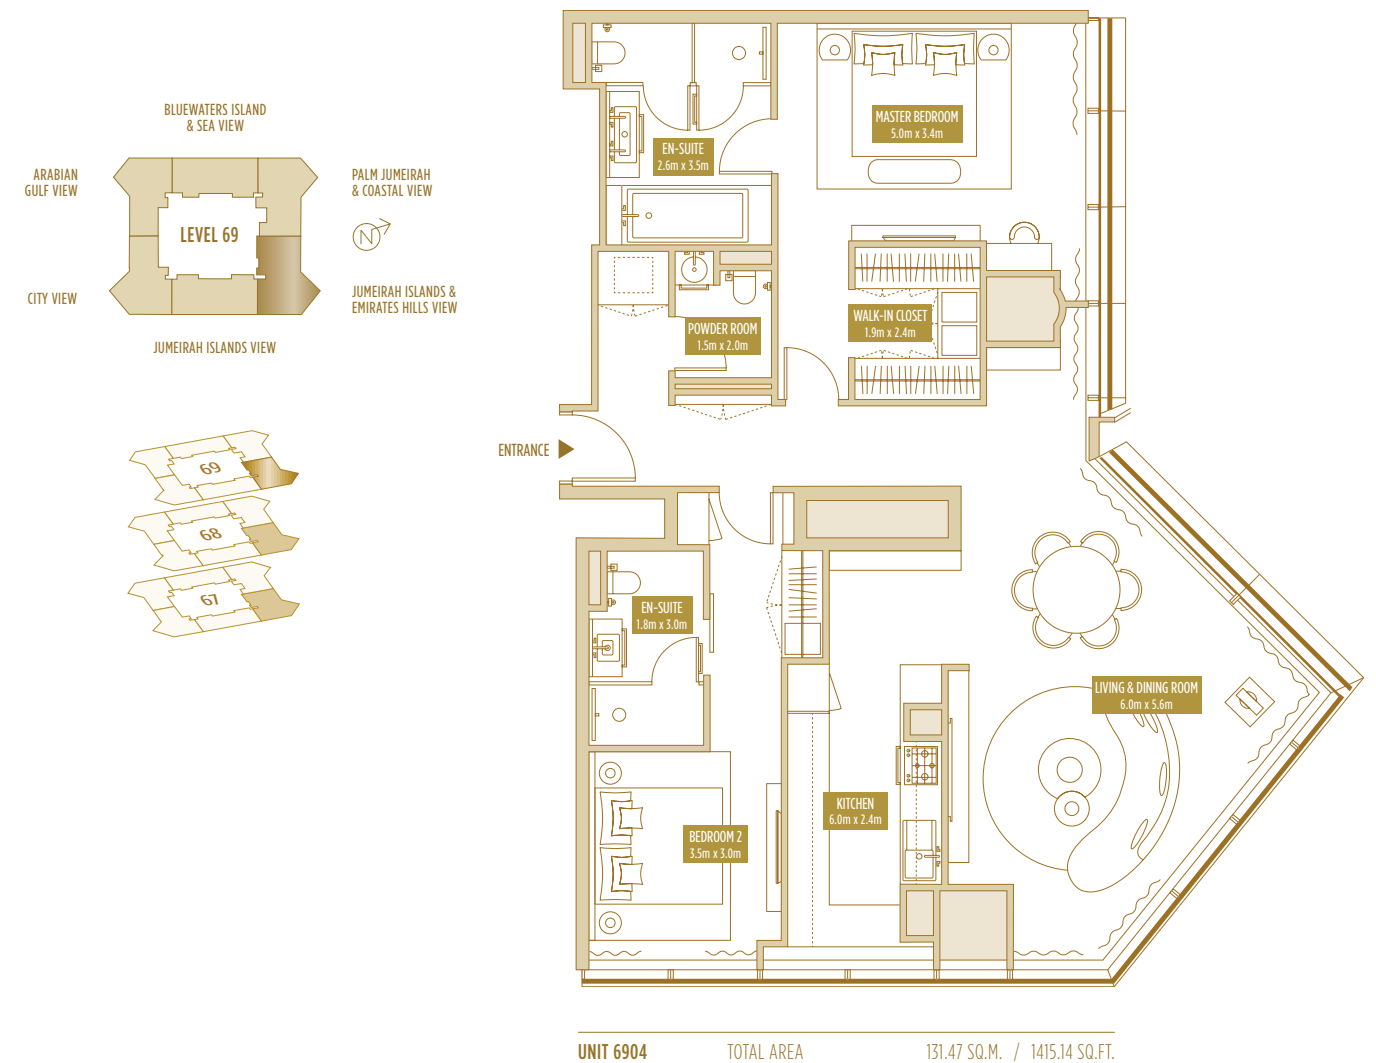 BLUEWATERS ISLAND
& SEA VIEW
ARABIAN
GULF VIEW
PALM JUMEIRAH
& COASTAL VIEW
LEVEL 69
N
CITY VIEW
JUMEIRAH ISLANDS &
EMIRATES HILLS VIEW
JUMEIRAH ISLANDS VIEW
69
68
67
MASTER BEDROOM
5.0m x 3.4m
EN-SUITE
2.6m x 3.5m
WALK-IN CLOSET
1.9m x 2.4m
POWDER ROOM
1.5m x 2.0m
ENTRANCE
EN-SUITE
1.8m x 3.0m
LIVING & DINING ROOM
6.0m x 5.6m
KITCHEN
6.0m x 2.4m
BEDROOM 2
3.5m x 3.0m
UNIT 6904 TOTAL AREA 131.47 SQ.M. / 1415.14 SQ.FT.